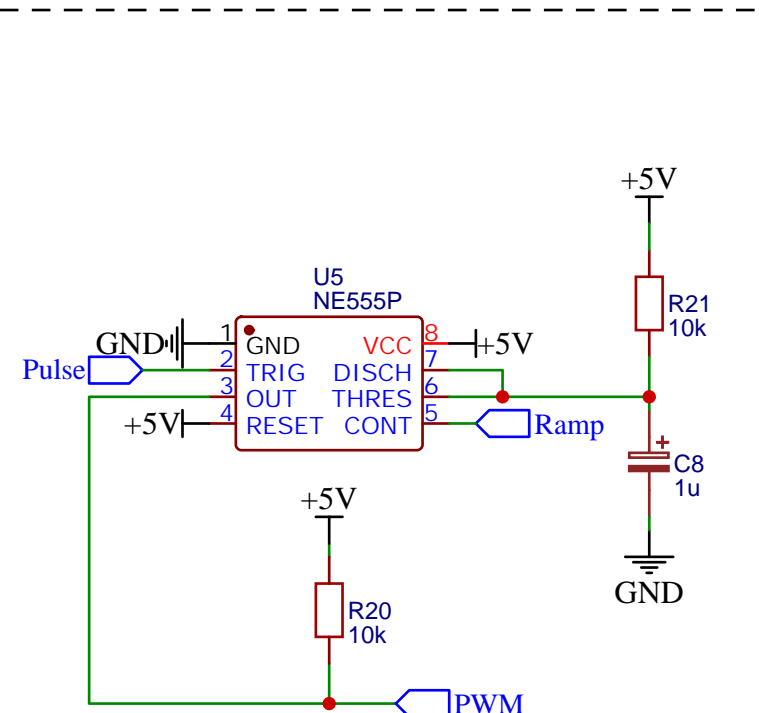 +5V
R21
10k
U5
NE555P
GND
1
GND
VCC
8
+5V
Pulse
2
TRIG
DISCH
7
3
OUT
THRES
6
+5V
4
RESET
CONT
5
Ramp
+
C8
1u
GND
+5V
R20
10k
PWM